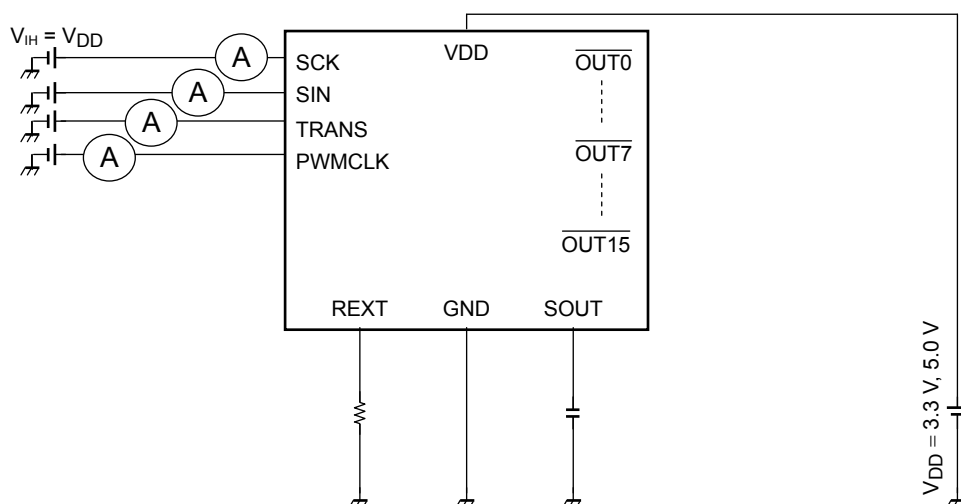 V_IH = V_DD
A
SCK
VDD
OUT0
A
SIN
A
TRANS
A
PWMCLK
OUT7
OUT15
REXT
GND
SOUT
V_DD = 3.3 V, 5.0 V